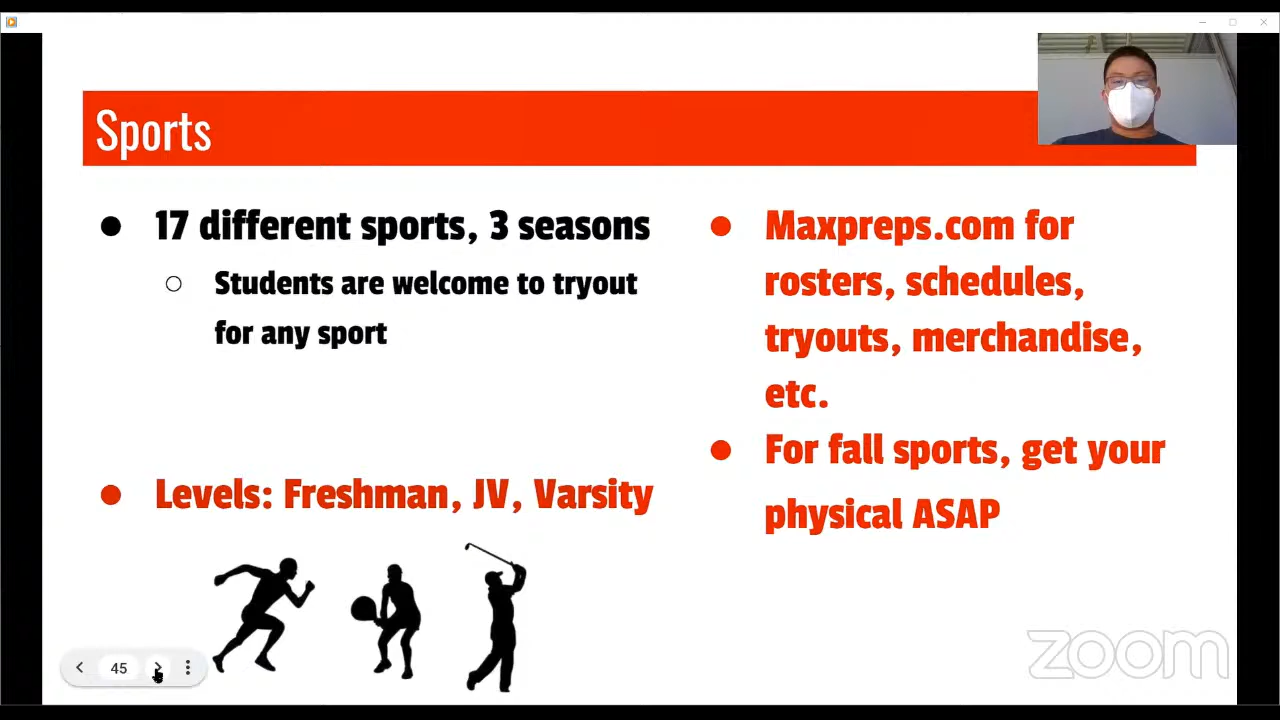 Sports
17 different sports, 3 seasons
Students are welcome to tryout
for any sport
Levels: Freshman, JV, Varsity
Maxpreps.com for
rosters, schedules,
tryouts, merchandise,
etc.
For fall sports, get your
physical ASAP
45
zoom